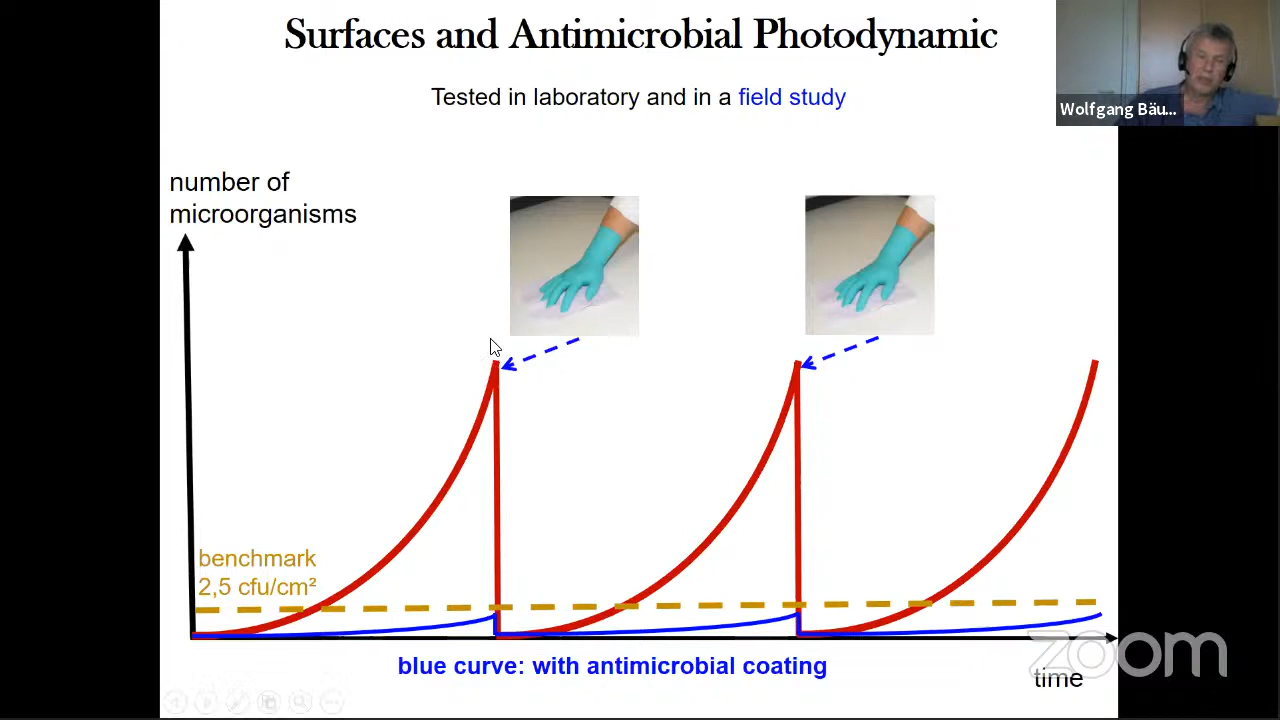 Surfaces and Antimicrobial Photodynamic
Tested in laboratory and in a field study
Wolfgang Bäu...
number of
microorganisms
benchmark
2,5 cfu/cm²
blue curve: with antimicrobial coating
time
zoom